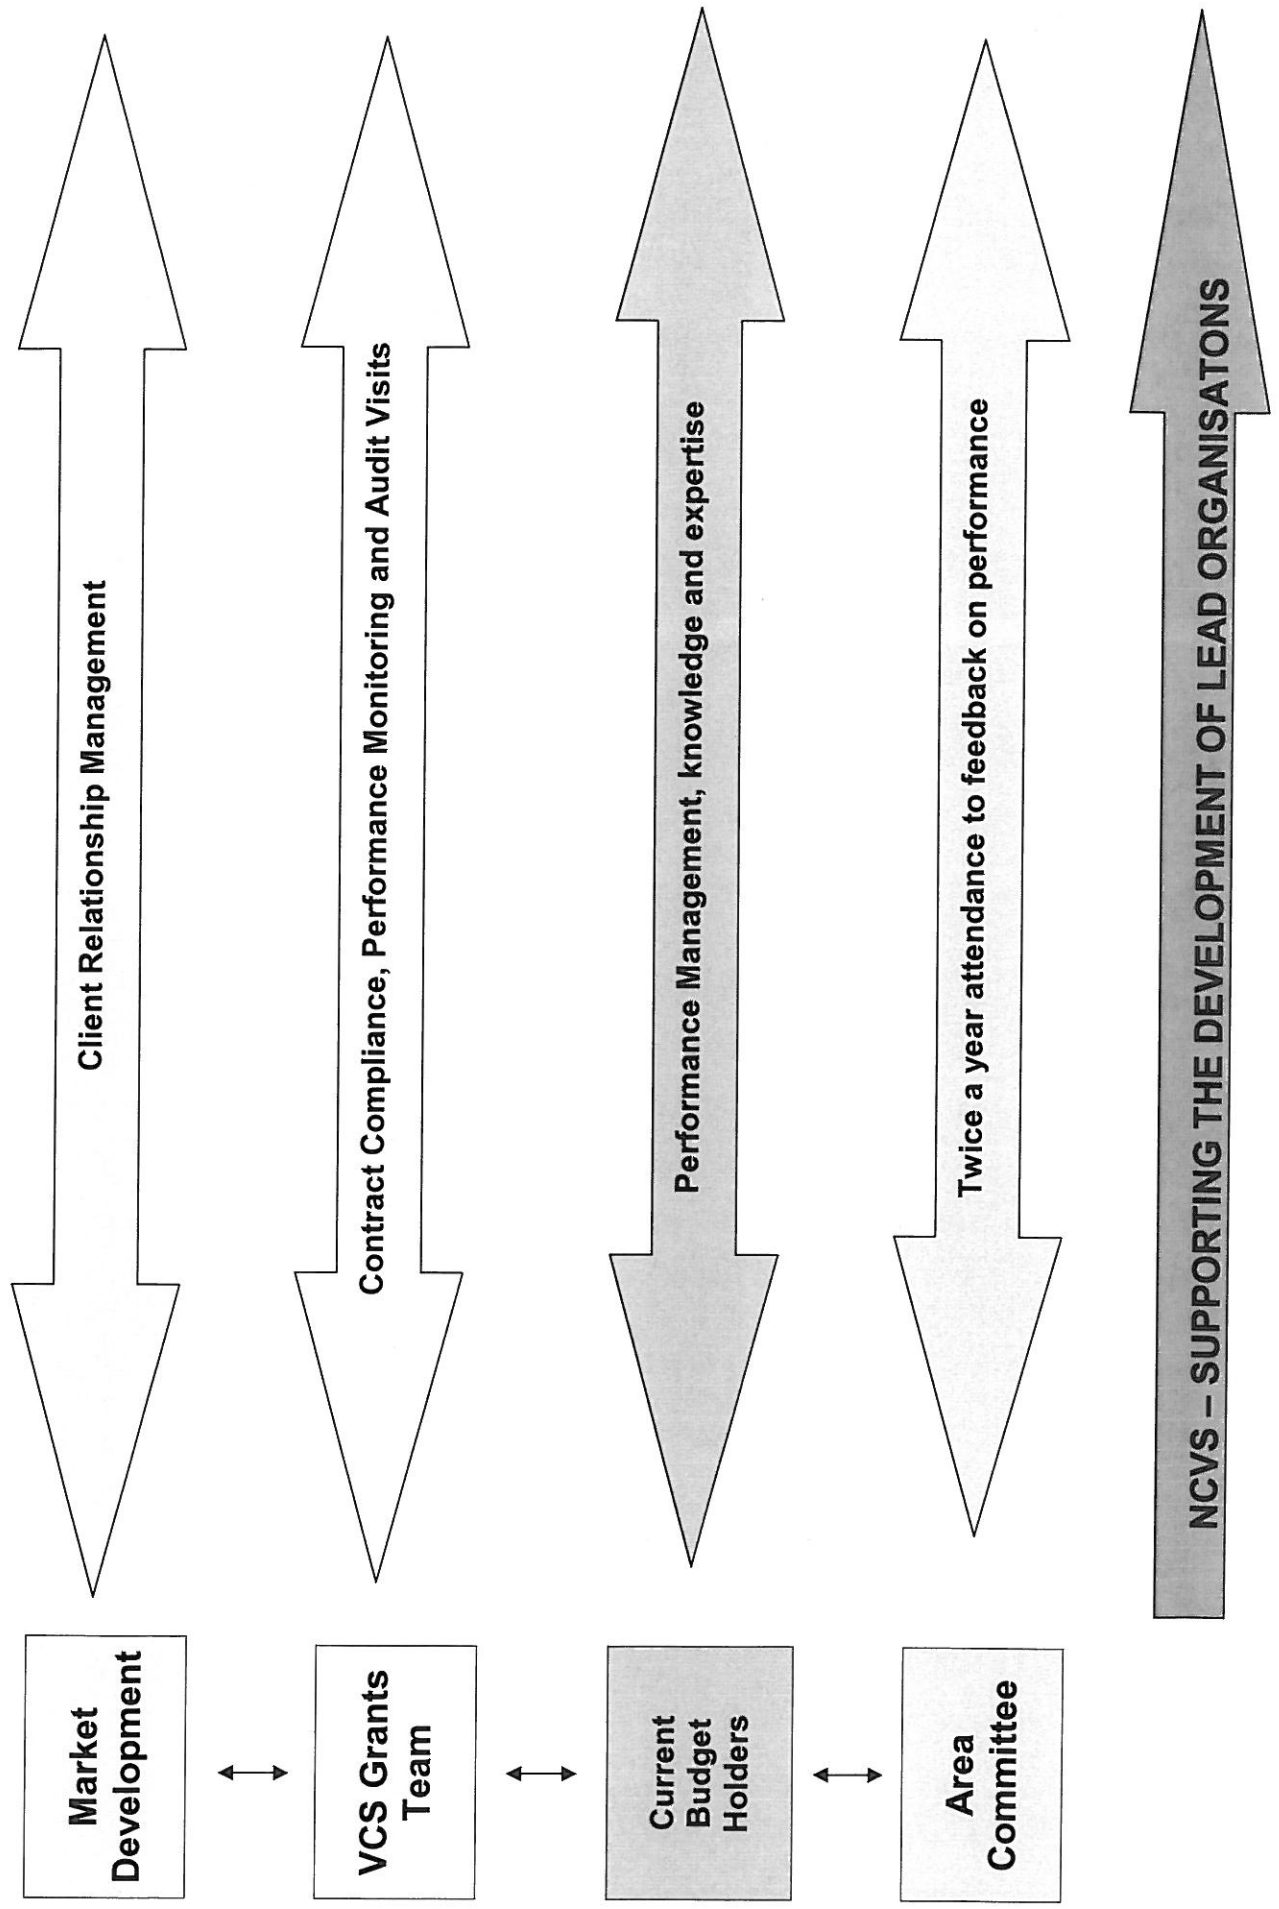 Market
Development
Client Relationship Management
VCS Grants
Team
Contract Compliance, Performance Monitoring and Audit Visits
Current
Budget
Holders
Performance Management, knowledge and expertise
Area
Committee
Twice a year attendance to feedback on performance
NCVS – SUPPORTING THE DEVELOPMENT OF LEAD ORGANISATONS